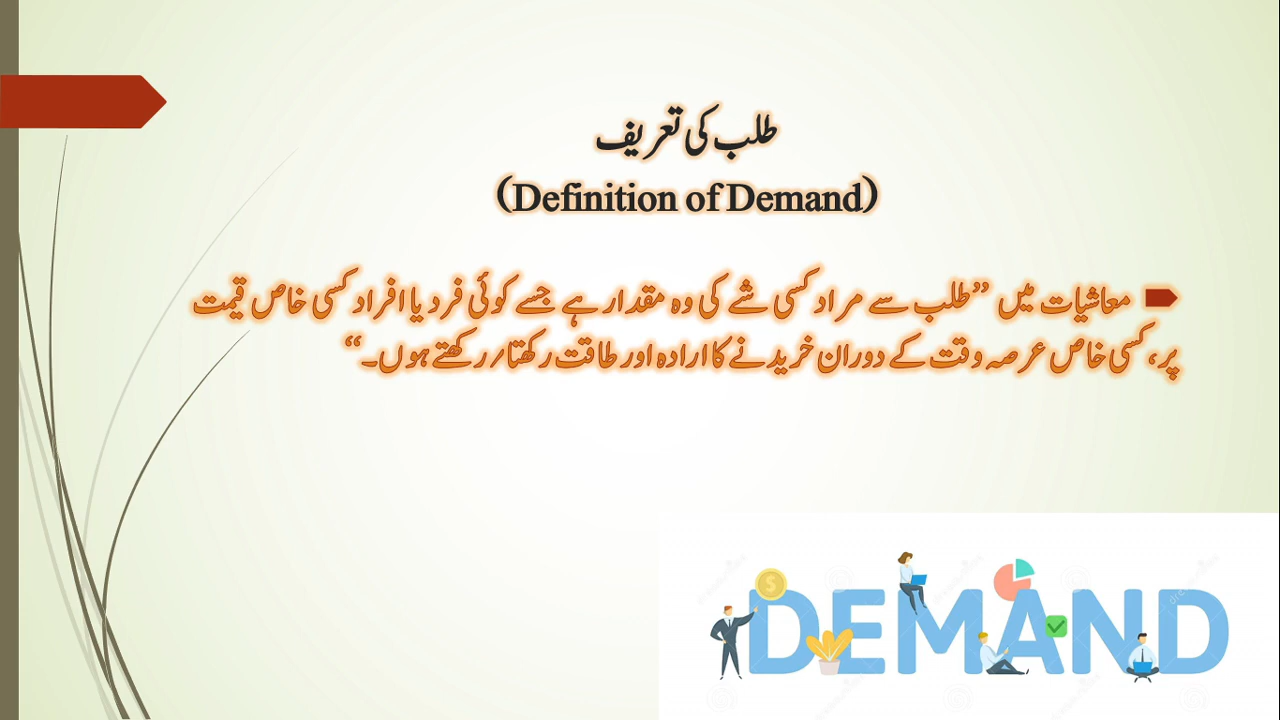 طلب کی تعریف
(Definition of Demand)
معاشیات میں ”طلب سے مراد کسی شے کی وہ مقدار ہے جسے کوئی فرد یا افراد کسی خاص قیمت
پر، کسی خاص عرصہ وقت کے دوران خریدنے کا ارادہ اور طاقت رکھتا/رکھتے ہوں۔“
DEMAND